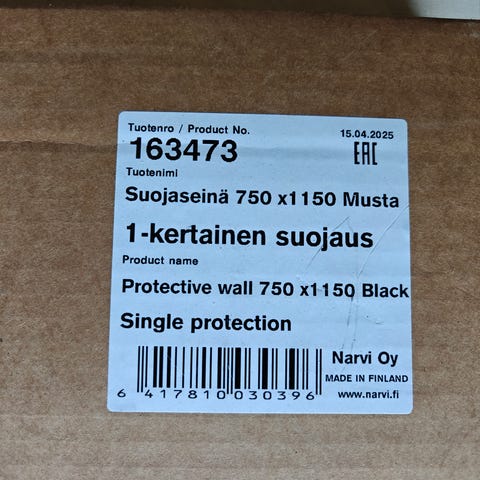 Tuotenro / Product No.
15.04.2025
163473
EAC
Tuotenimi
Suojaseinä 750 x1150 Musta
1-kertainen suojaus
Product name
Protective wall 750 x1150 Black
Single protection
Narvi Oy
MADE IN FINLAND
www.narvi.fi
6 417810 030396